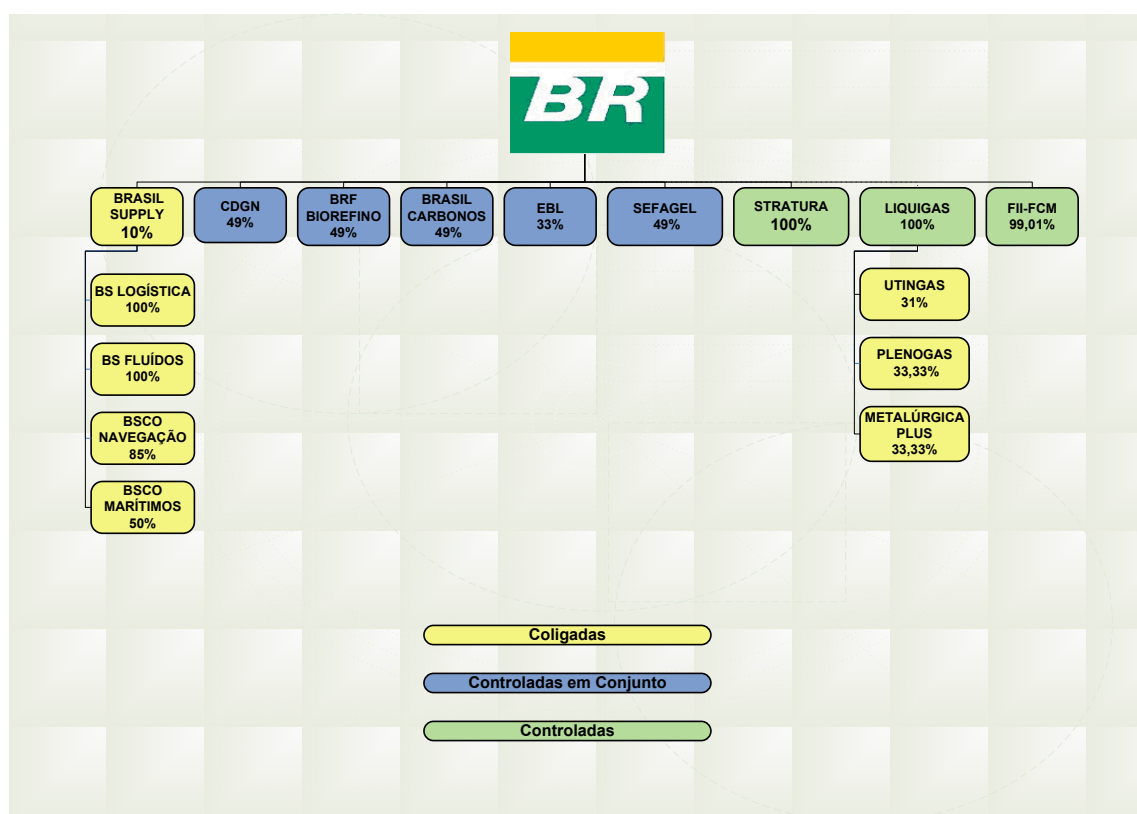 BR
BRASIL
SUPPLY
10%
CDGN
49%
BRF
BIOREFINO
49%
BRASIL
CARBONOS
49%
EBL
33%
SEFAGEL
49%
STRATURA
100%
LIQUIGAS
100%
FII-FCM
99,01%
BS LOGÍSTICA
100%
BS FLUÍDOS
100%
BSCO
NAVEGAÇÃO
85%
BSCO
MARÍTIMOS
50%
UTINGAS
31%
PLENOGAS
33,33%
METALÚRGICA
PLUS
33,33%
Coligadas
Controladas em Conjunto
Controladas